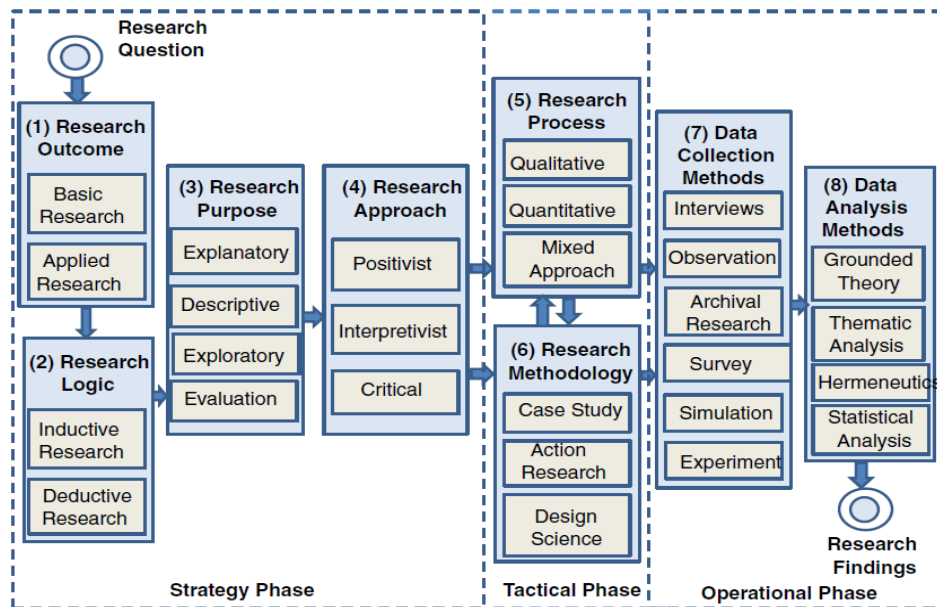 Research
Question
(1) Research
Outcome
Basic
Research
Applied
Research
(2) Research
Logic
Inductive
Research
Deductive
Research
(3) Research
Purpose
Explanatory
Descriptive
Exploratory
Evaluation
(4) Research
Approach
Positivist
Interpretivist
Critical
(5) Research
Process
Qualitative
Quantitative
Mixed
Approach
(6) Research
Methodology
Case Study
Action
Research
Design
Science
(7) Data
Collection
Methods
Interviews
Observation
Archival
Research
Survey
Simulation
Experiment
(8) Data
Analysis
Methods
Grounded
Theory
Thematic
Analysis
Hermeneutics
Statistical
Analysis
Research
Findings
Strategy Phase
Tactical Phase
Operational Phase